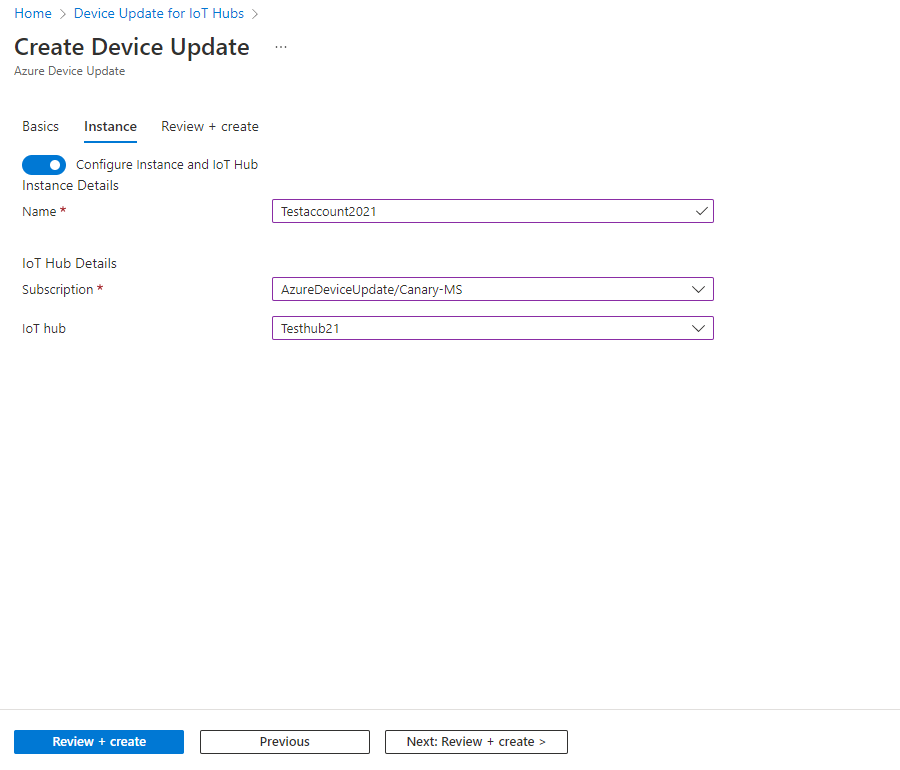 Home > Device Update for IoT Hubs >
Create Device Update ...
Azure Device Update
Basics Instance Review + create
Configure Instance and IoT Hub
Instance Details
Name * Testaccount2021
IoT Hub Details
Subscription * AzureDeviceUpdate/Canary-MS
IoT hub Testhub21
Review + create Previous Next: Review + create >